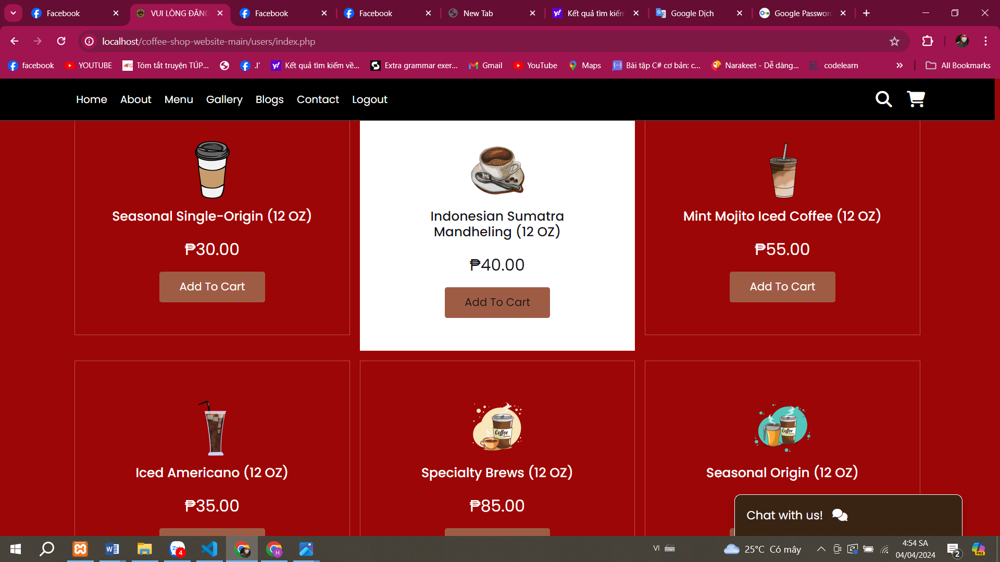 Facebook
VUI LÒNG ĐĂNG
Facebook
Facebook
New Tab
Kết quả tìm kiếm
Google Dịch
Google Passwor
localhost/coffee-shop-website-main/users/index.php
facebook
YOUTUBE
Tóm tắt truyện TÚP...
.I'
Kết quả tìm kiếm về...
Extra grammar exer...
Gmail
YouTube
Maps
Bài tập C# cơ bản: c...
Narakeet - Dễ dàng...
codelearn
All Bookmarks
Home
About
Menu
Gallery
Blogs
Contact
Logout
Seasonal Single-Origin (12 OZ)
₱30.00
Add To Cart
Indonesian Sumatra
Mandheling (12 OZ)
₱40.00
Add To Cart
Mint Mojito Iced Coffee (12 OZ)
₱55.00
Add To Cart
Iced Americano (12 OZ)
₱35.00
Coffee
Specialty Brews (12 OZ)
₱85.00
Coffee
Seasonal Origin (12 OZ)
Chat with us!
4
VI
25°C Có mây
4:54 SA
04/04/2024
2
PRE